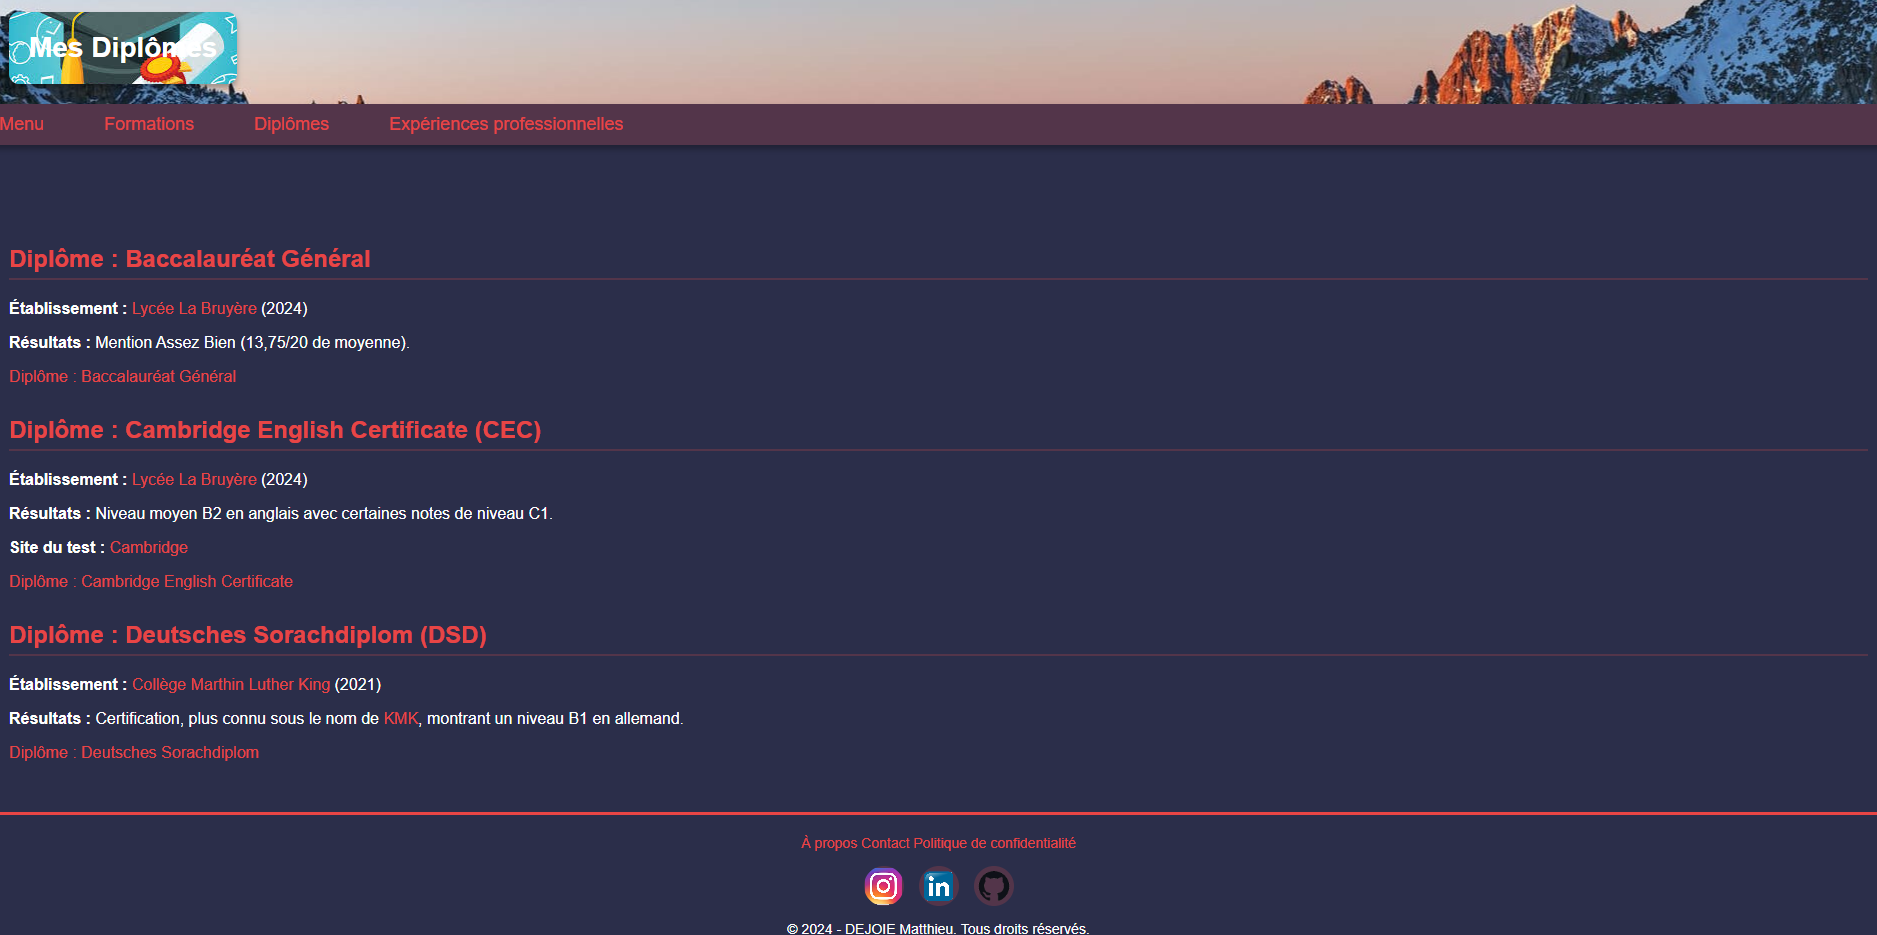 Mes Diplômes
Menu Formations Diplômes Expériences professionnelles
Diplôme : Baccalauréat Général
Établissement : Lycée La Bruyère (2024)
Résultats : Mention Assez Bien (13,75/20 de moyenne).
Diplôme : Baccalauréat Général
Diplôme : Cambridge English Certificate (CEC)
Établissement : Lycée La Bruyère (2024)
Résultats : Niveau moyen B2 en anglais avec certaines notes de niveau C1.
Site du test : Cambridge
Diplôme : Cambridge English Certificate
Diplôme : Deutsches Sorachdiplom (DSD)
Établissement : Collège Marthin Luther King (2021)
Résultats : Certification, plus connu sous le nom de KMK, montrant un niveau B1 en allemand.
Diplôme : Deutsches Sorachdiplom
À propos Contact Politique de confidentialité
in
© 2024 - DEJOIE Matthieu. Tous droits réservés.